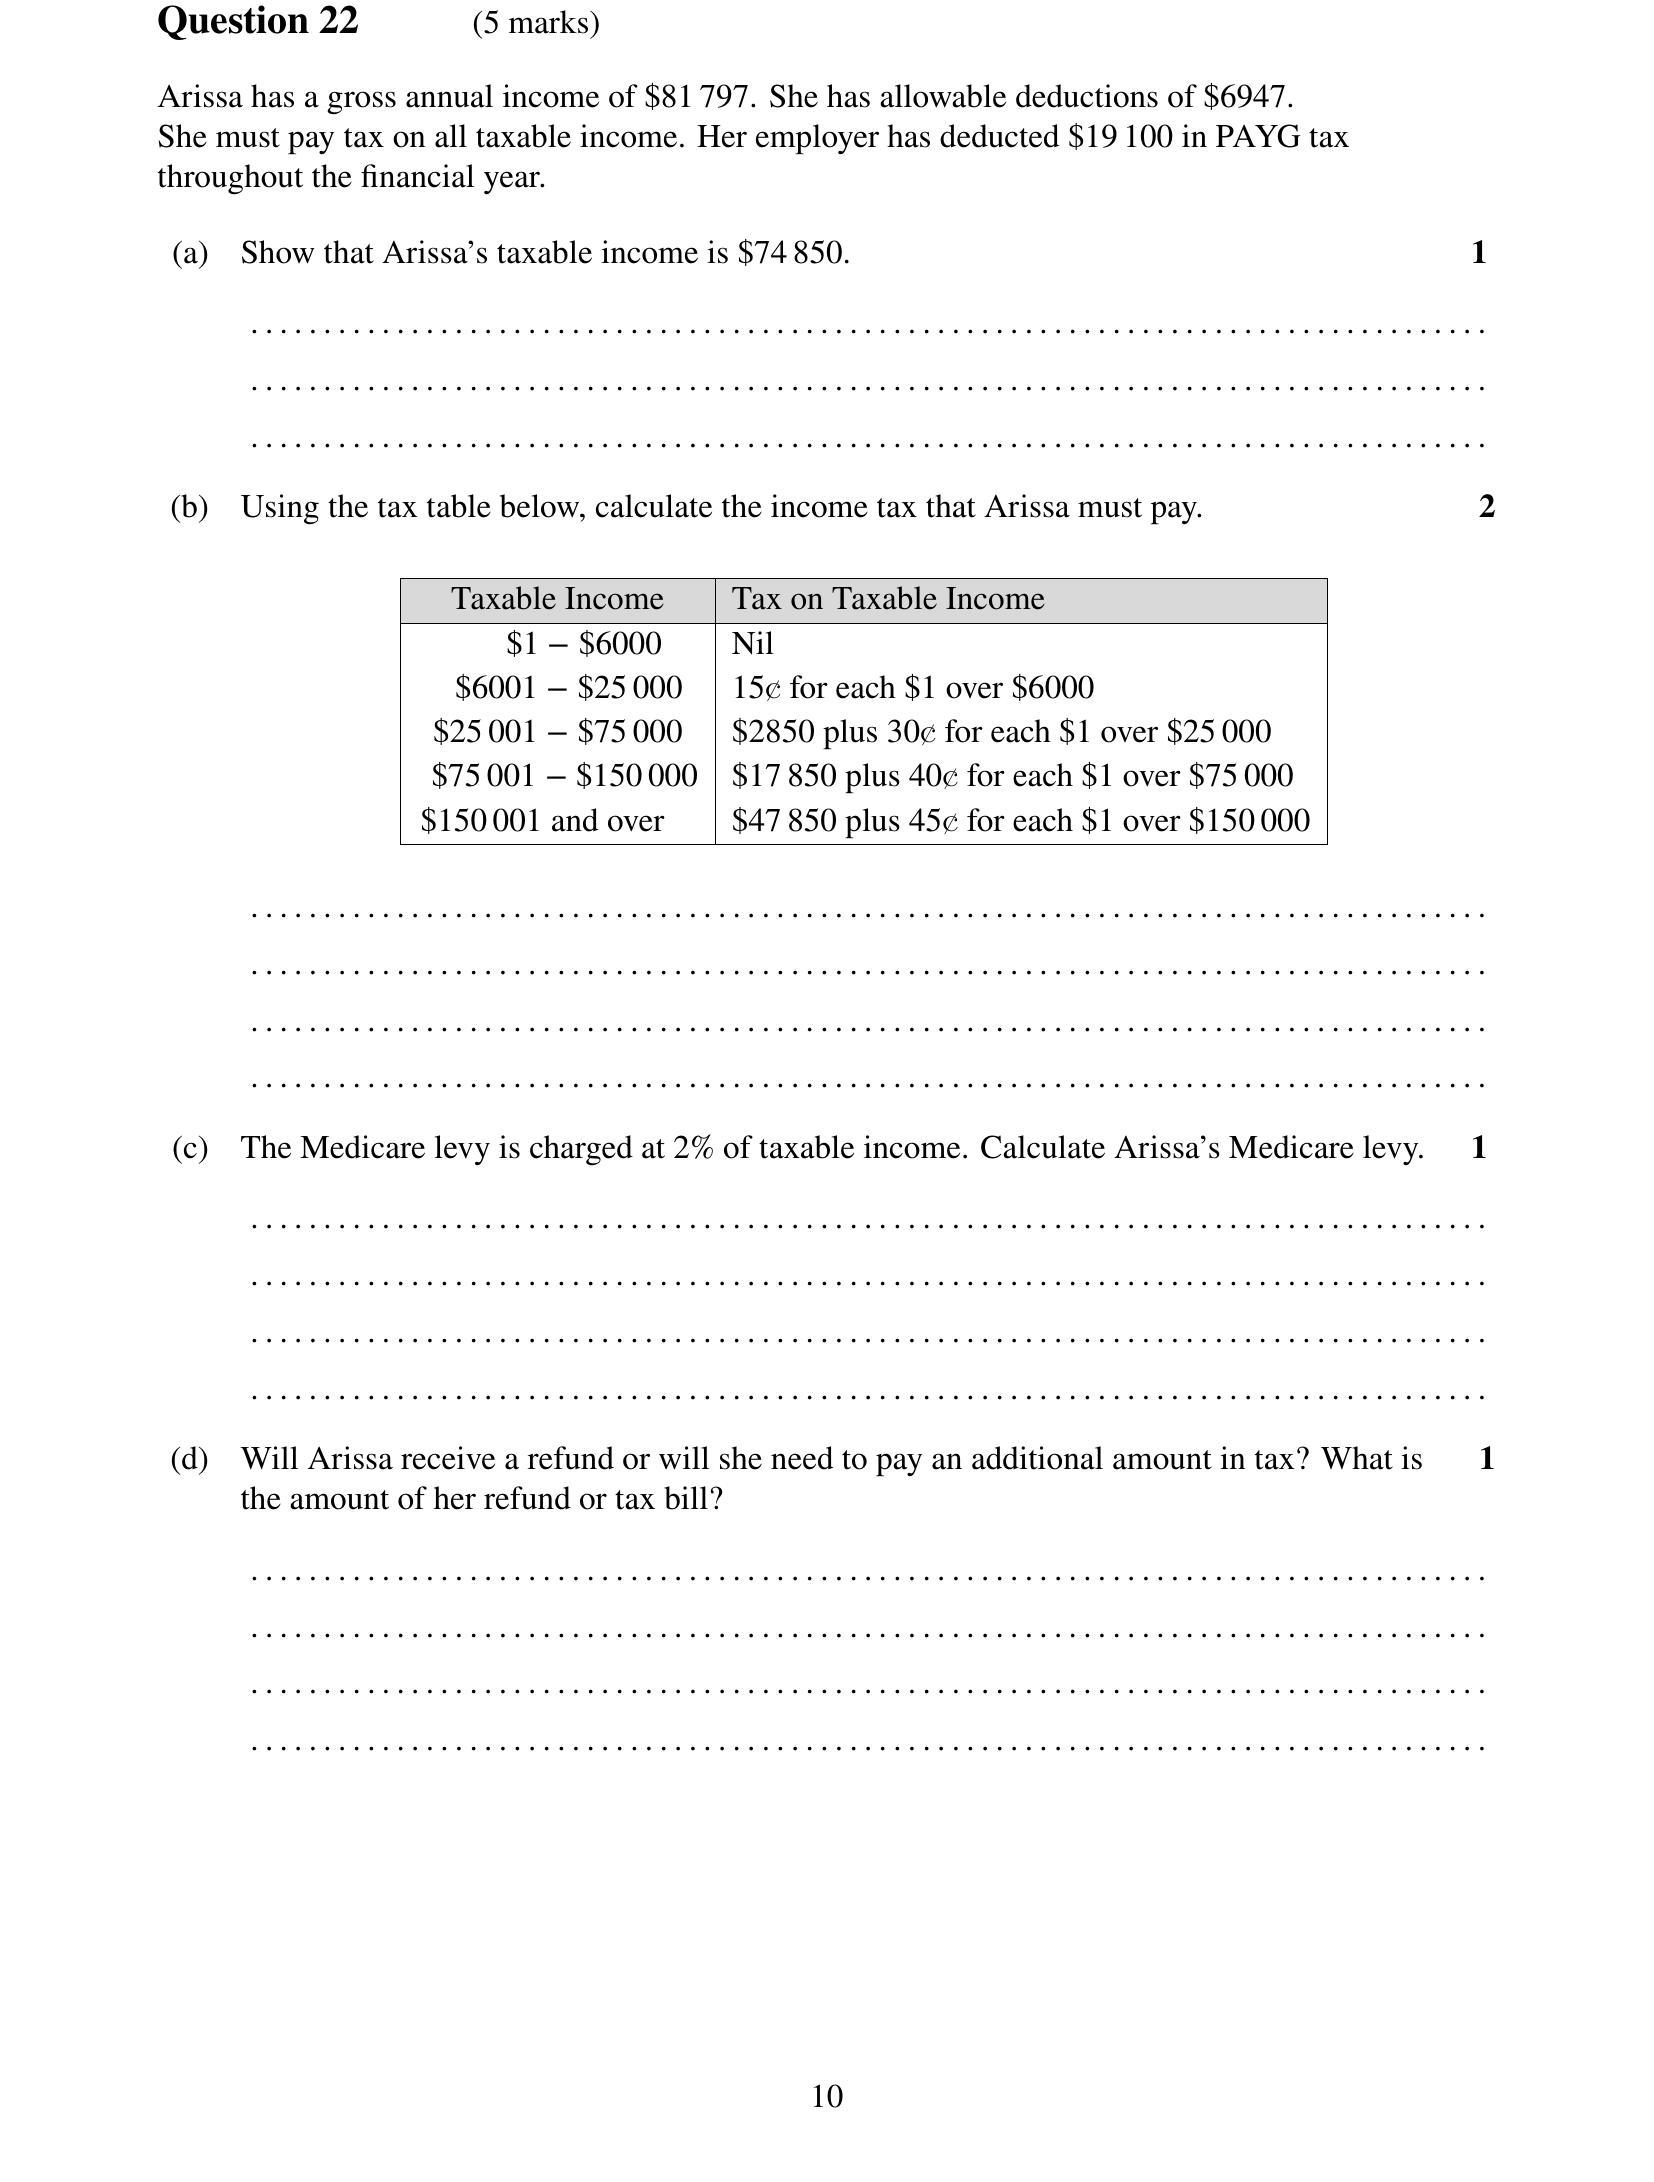 Question 22 (5 marks)
Arissa has a gross annual income of $81 797. She has allowable deductions of $6947.
She must pay tax on all taxable income. Her employer has deducted $19 100 in PAYG tax
throughout the financial year.
(a) Show that Arissa’s taxable income is $74 850. 1
(b) Using the tax table below, calculate the income tax that Arissa must pay. 2
Taxable Income Tax on Taxable Income
$1 – $6000 Nil
$6001 – $25 000 15¢ for each $1 over $6000
$25 001 – $75 000 $2850 plus 30¢ for each $1 over $25 000
$75 001 – $150 000 $17 850 plus 40¢ for each $1 over $75 000
$150 001 and over $47 850 plus 45¢ for each $1 over $150 000
(c) The Medicare levy is charged at 2% of taxable income. Calculate Arissa’s Medicare levy. 1
(d) Will Arissa receive a refund or will she need to pay an additional amount in tax? What is 1
the amount of her refund or tax bill?
10